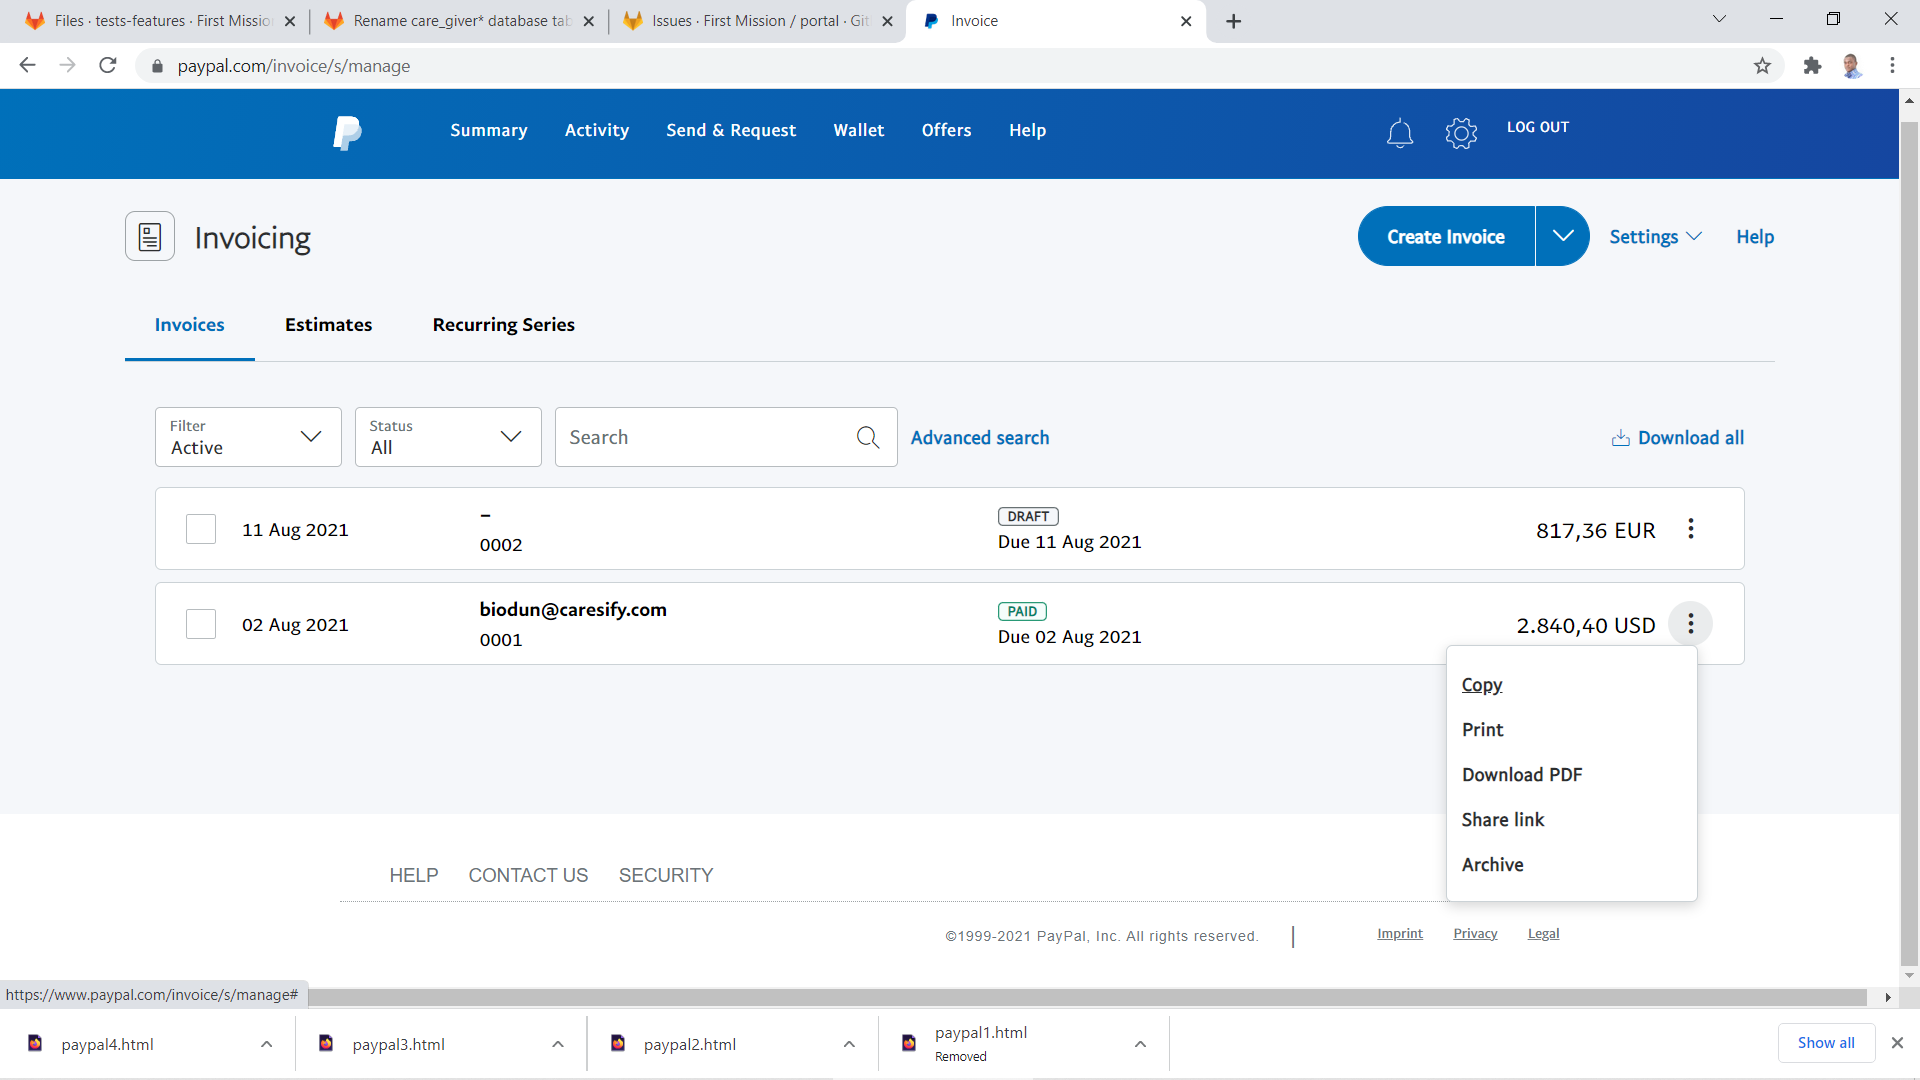 Files · tests-features · First Missio
Rename care_giver* database tab
Issues · First Mission / portal · Git
Invoice
paypal.com/invoice/s/manage
Summary
Activity
Send & Request
Wallet
Offers
Help
LOG OUT
Invoicing
Create Invoice
Settings
Help
Invoices
Estimates
Recurring Series
Filter
Active
Status
All
Search
Advanced search
Download all
11 Aug 2021
–
0002
DRAFT
Due 11 Aug 2021
817,36 EUR
02 Aug 2021
biodun@caresify.com
0001
PAID
Due 02 Aug 2021
2.840,40 USD
Copy
Print
Download PDF
Share link
Archive
HELP
CONTACT US
SECURITY
©1999-2021 PayPal, Inc. All rights reserved.
Imprint
Privacy
Legal
https://www.paypal.com/invoice/s/manage#
paypal4.html
paypal3.html
paypal2.html
paypal1.html
Removed
Show all